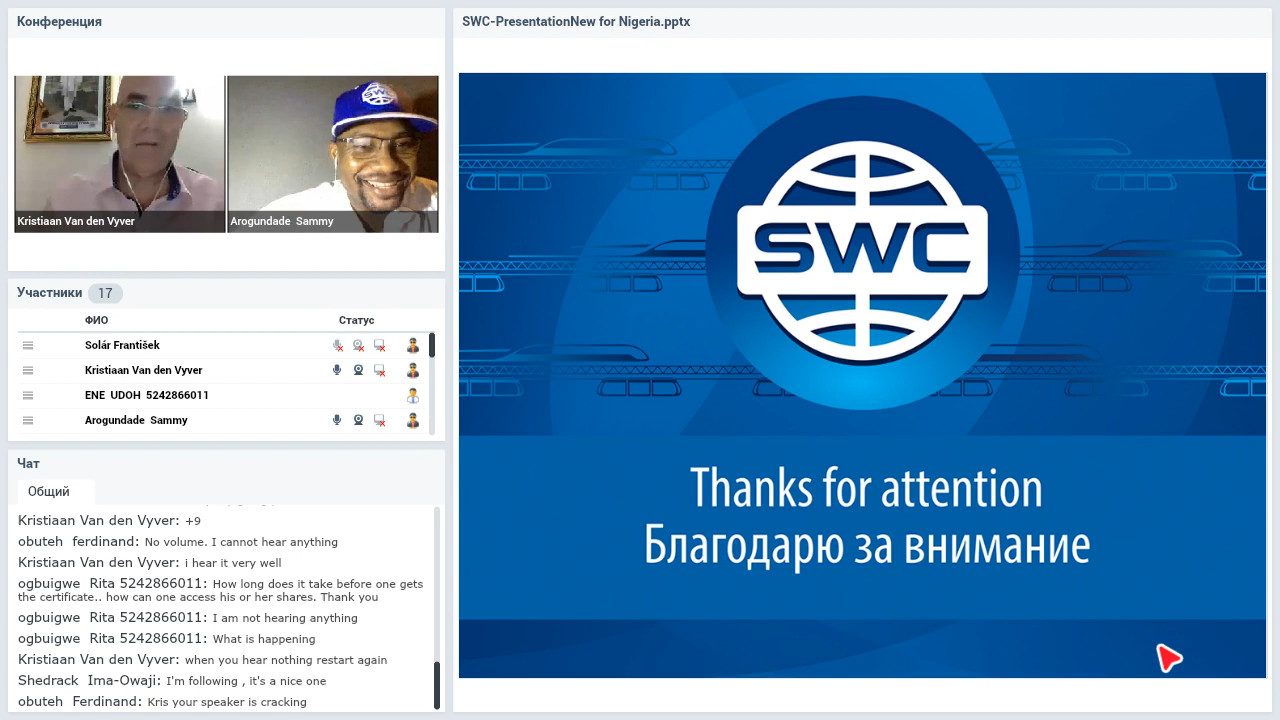 Конференция
Kristiaan Van den Vyver
Arogundade Sammy
SWC
Участники 17
ФИО Статус
Solár František
Kristiaan Van den Vyver
ENE UDOH 5242866011
Arogundade Sammy
Чат
Общий
Kristiaan Van den Vyver: +9
obuteh ferdinand: No volume. I cannot hear anything
Kristiaan Van den Vyver: i hear it very well
ogbuigwe Rita 5242866011: How long does it take before one gets
the certificate.. how can one access his or her shares. Thank you
ogbuigwe Rita 5242866011: I am not hearing anything
ogbuigwe Rita 5242866011: What is happening
Kristiaan Van den Vyver: when you hear nothing restart again
Shedrack Ima-Owaji: I'm following , it's a nice one
obuteh Ferdinand: Kris your speaker is cracking
SWC-PresentationNew for Nigeria.pptx
SWC
Thanks for attention
Благодарю за внимание